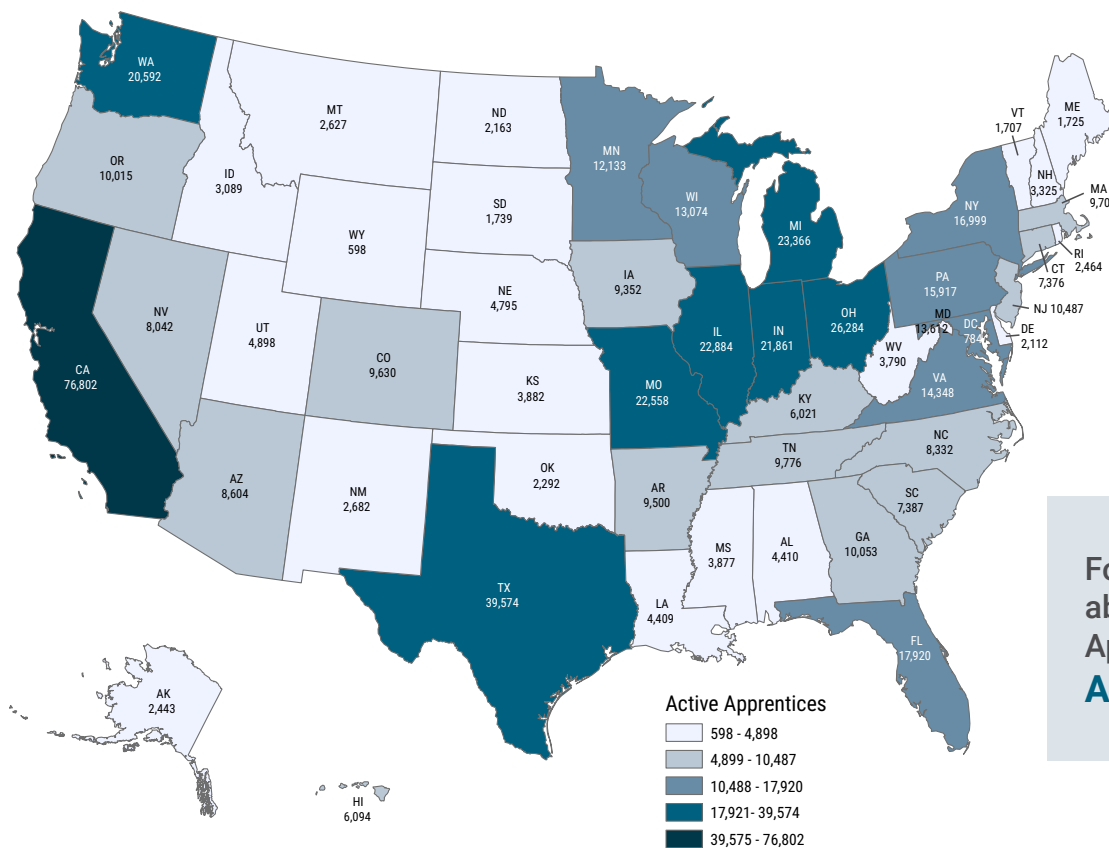 WA
20,592
MT
2,627
ND
2,163
MN
12,133
VT
1,707
ME
1,725
OR
10,015
ID
3,089
WI
13,074
NH
3,325
MA
9,70
SD
1,739
WY
598
NY
16,999
MI
23,366
RI
2,464
CT
7,376
IA
9,352
NE
4,795
PA
15,917
NJ 10,487
NV
8,042
UT
4,898
IL
22,884
IN
21,861
OH
26,284
MD
13,612
DC
784
DE
2,112
CO
9,630
WV
3,790
CA
76,802
KS
3,882
MO
22,558
VA
14,348
KY
6,021
NC
8,332
TN
9,776
AZ
8,604
NM
2,682
OK
2,292
AR
9,500
SC
7,387
MS
3,877
AL
4,410
GA
10,053
TX
39,574
LA
4,409
FL
17,920
AK
2,443
HI
6,094
Active Apprentices
598 - 4,898
4,899 - 10,487
10,488 - 17,920
17,921- 39,574
39,575 - 76,802